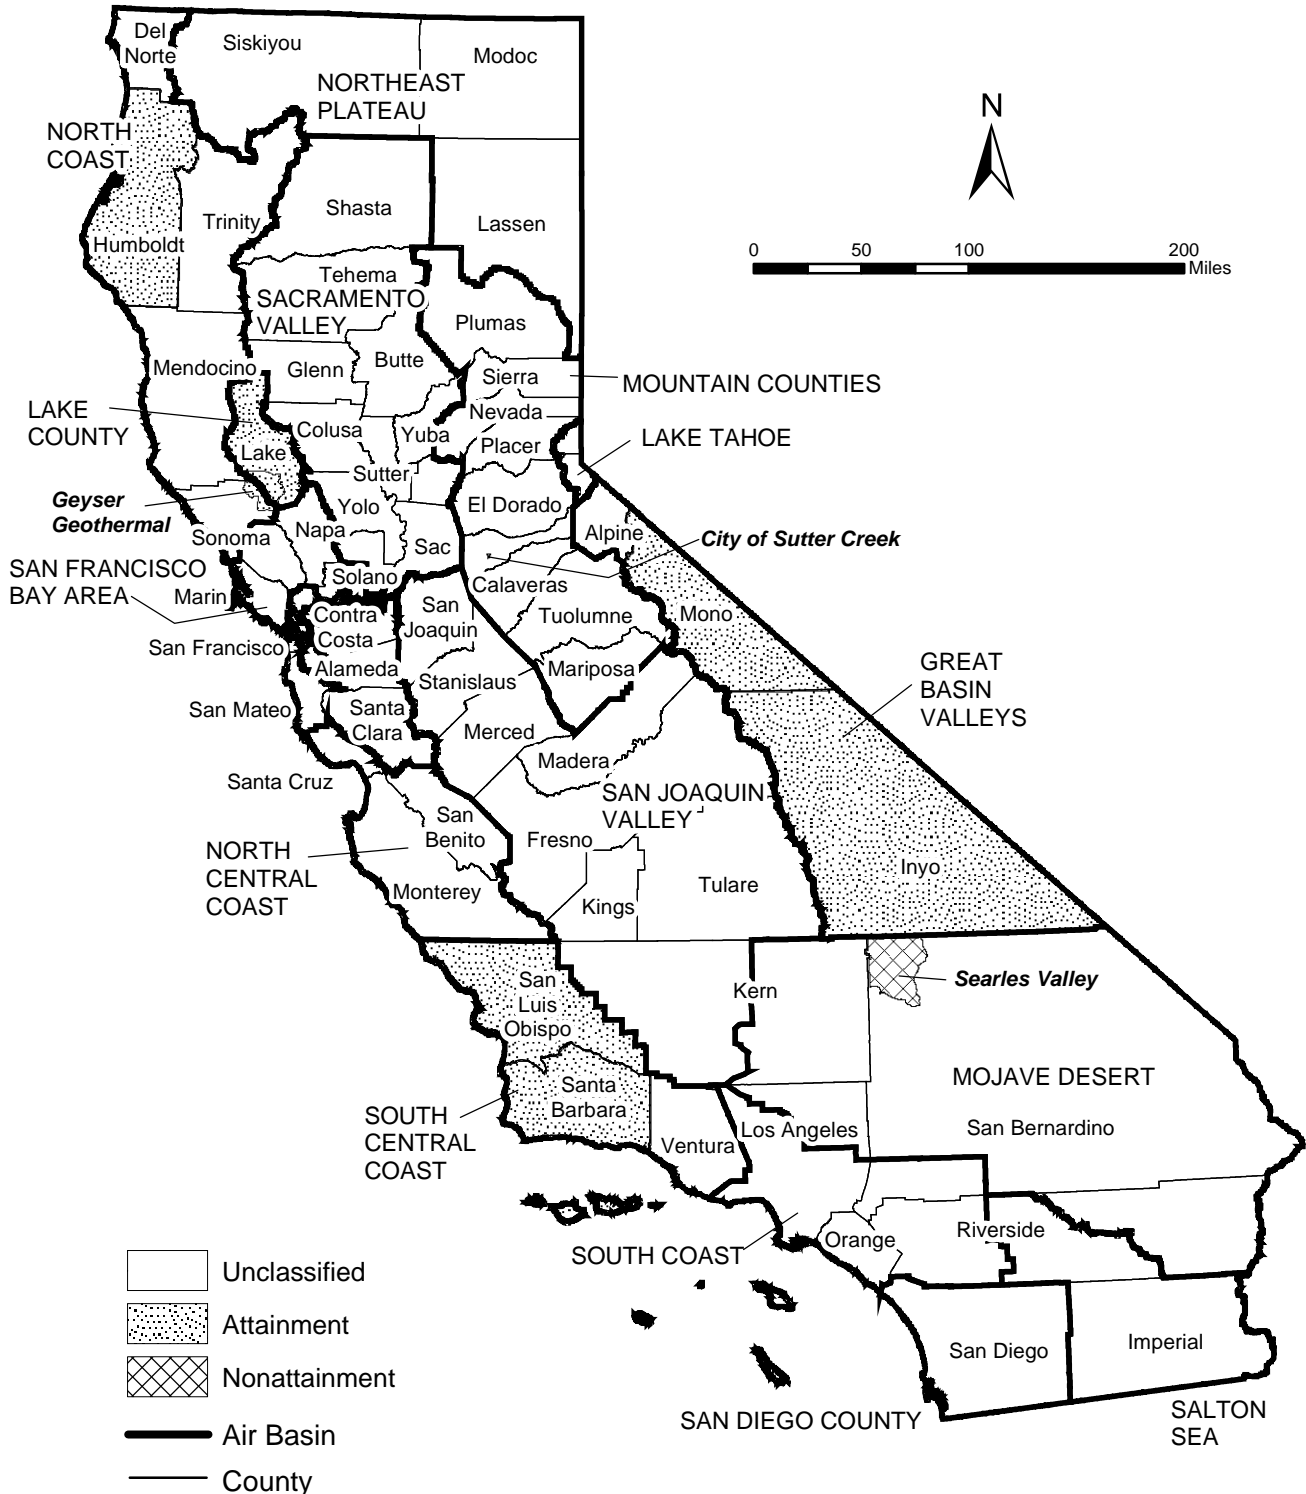 Del
Norte
Siskiyou
Modoc
NORTHEAST
PLATEAU
N
NORTH
COAST
Trinity
Shasta
Lassen
Humboldt
0 50 100 200
Miles
Tehema
SACRAMENTO
VALLEY
Plumas
Mendocino
Glenn
Butte
Sierra
MOUNTAIN COUNTIES
LAKE
COUNTY
Nevada
Colusa
Yuba
Placer
LAKE TAHOE
Lake
Sutter
Geyser
Geothermal
Yolo
El Dorado
Napa
Sonoma
Sac
Alpine
City of Sutter Creek
SAN FRANCISCO
BAY AREA
Solano
Calaveras
Marin
Contra
Costa
San
Joaquin
Tuolumne
Mono
San Francisco
Alameda
Stanislaus
Mariposa
GREAT
BASIN
VALLEYS
San Mateo
Santa
Clara
Merced
Madera
Santa Cruz
SAN JOAQUIN
VALLEY
San
Benito
Fresno
NORTH
CENTRAL
COAST
Inyo
Monterey
Kings
Tulare
San
Luis
Obispo
Kern
Searles Valley
Santa
Barbara
MOJAVE DESERT
SOUTH
CENTRAL
COAST
Ventura
Los Angeles
San Bernardino
Orange
Riverside
SOUTH COAST
Unclassified
Attainment
Nonattainment
Air Basin
County
San Diego
Imperial
SAN DIEGO COUNTY
SALTON
SEA